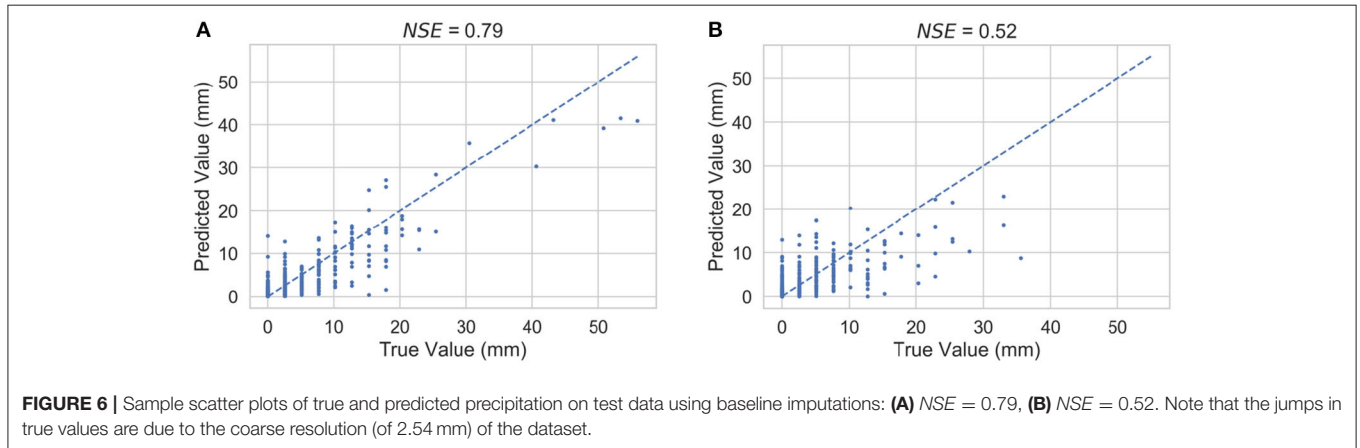 A
NSE = 0.79
Predicted Value (mm)
50
40
30
20
10
0
0 10 20 30 40 50
True Value (mm)
B
NSE = 0.52
Predicted Value (mm)
50
40
30
20
10
0
0 10 20 30 40 50
True Value (mm)
FIGURE 6 | Sample scatter plots of true and predicted precipitation on test data using baseline imputations: (A) NSE = 0.79, (B) NSE = 0.52. Note that the jumps in
true values are due to the coarse resolution (of 2.54 mm) of the dataset.